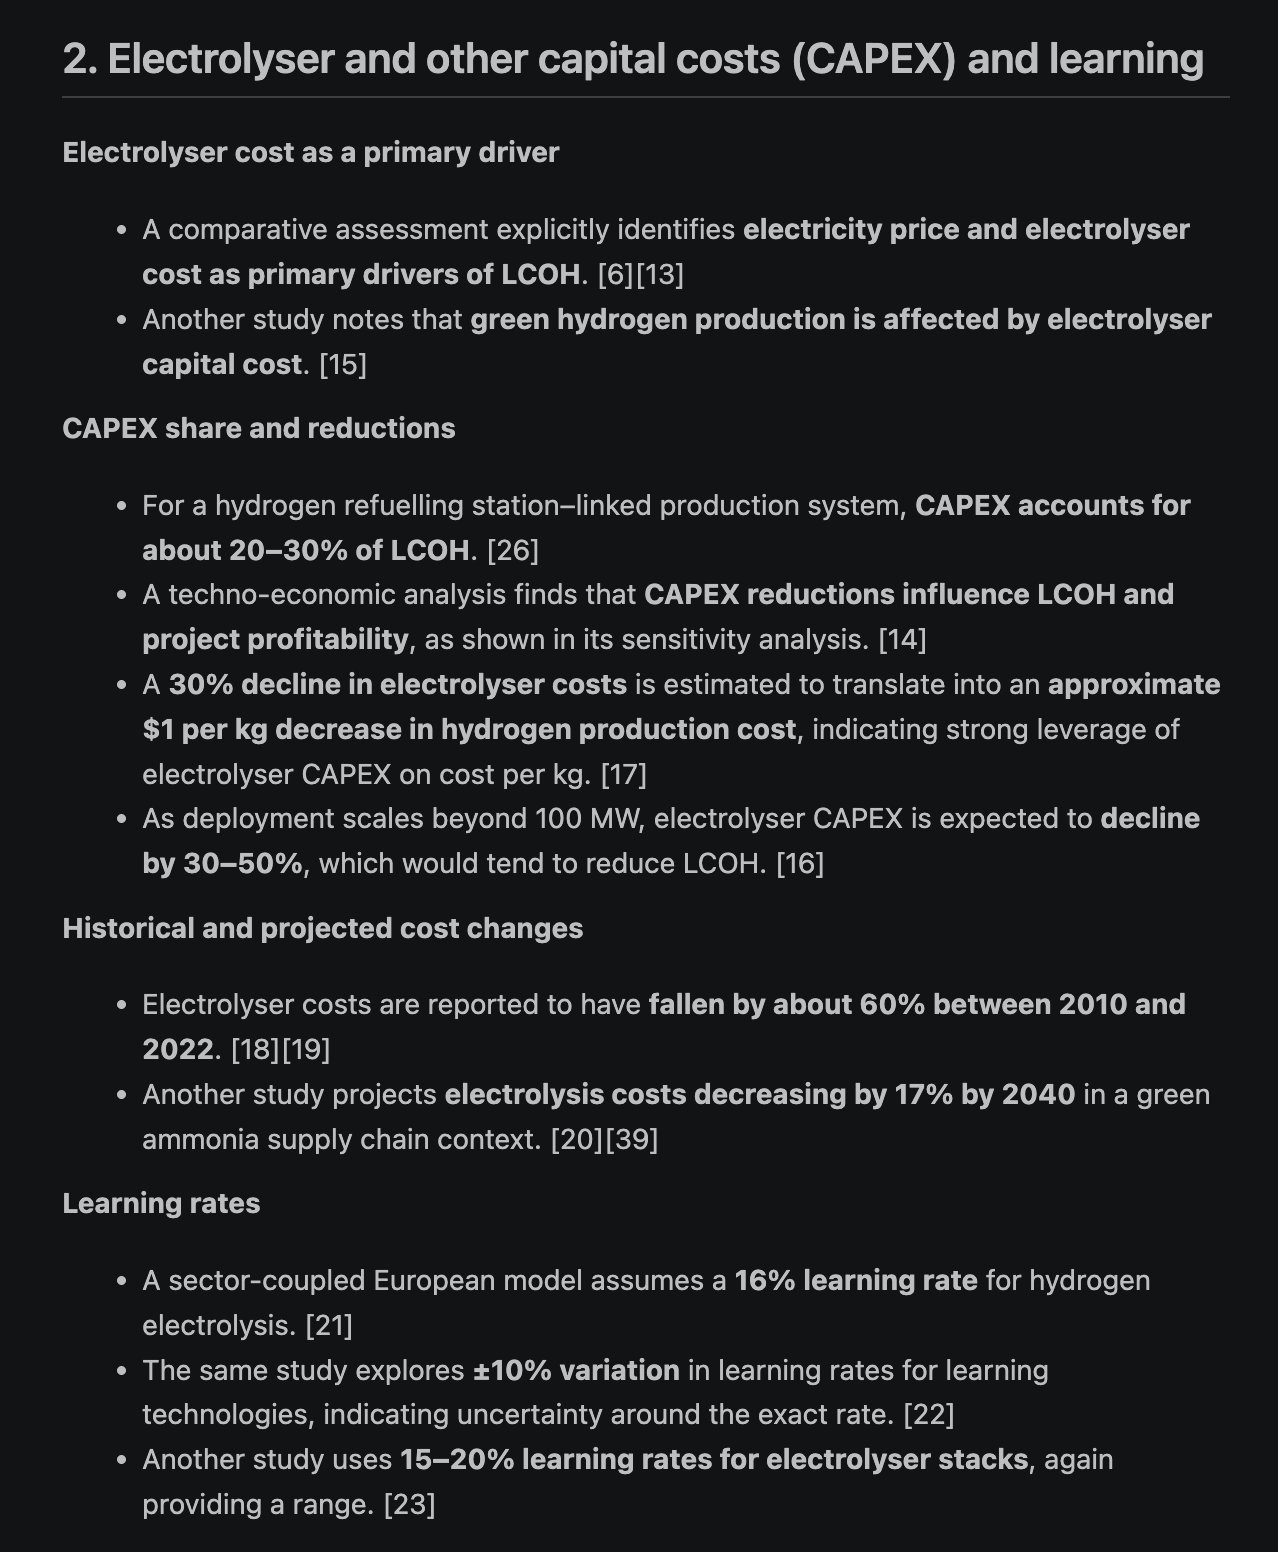 2. Electrolyser and other capital costs (CAPEX) and learning
Electrolyser cost as a primary driver
• A comparative assessment explicitly identifies electricity price and electrolyser
cost as primary drivers of LCOH. [6][13]
• Another study notes that green hydrogen production is affected by electrolyser
capital cost. [15]
CAPEX share and reductions
• For a hydrogen refuelling station–linked production system, CAPEX accounts for
about 20–30% of LCOH. [26]
• A techno-economic analysis finds that CAPEX reductions influence LCOH and
project profitability, as shown in its sensitivity analysis. [14]
• A 30% decline in electrolyser costs is estimated to translate into an approximate
$1 per kg decrease in hydrogen production cost, indicating strong leverage of
electrolyser CAPEX on cost per kg. [17]
• As deployment scales beyond 100 MW, electrolyser CAPEX is expected to decline
by 30–50%, which would tend to reduce LCOH. [16]
Historical and projected cost changes
• Electrolyser costs are reported to have fallen by about 60% between 2010 and
2022. [18][19]
• Another study projects electrolysis costs decreasing by 17% by 2040 in a green
ammonia supply chain context. [20][39]
Learning rates
• A sector-coupled European model assumes a 16% learning rate for hydrogen
electrolysis. [21]
• The same study explores ±10% variation in learning rates for learning
technologies, indicating uncertainty around the exact rate. [22]
• Another study uses 15–20% learning rates for electrolyser stacks, again
providing a range. [23]